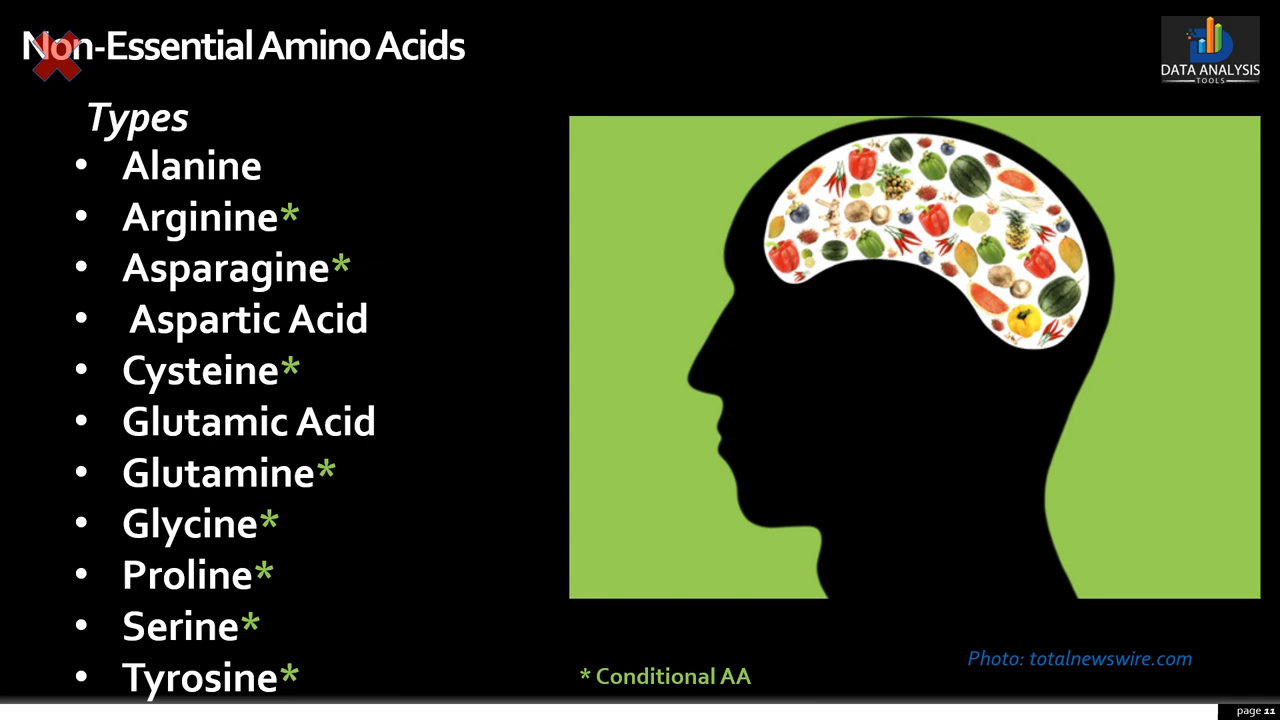 Non-Essential Amino Acids
DATA ANALYSIS
TOOLS
Types
• Alanine
• Arginine*
• Asparagine*
• Aspartic Acid
• Cysteine*
• Glutamic Acid
• Glutamine*
• Glycine*
• Proline*
• Serine*
• Tyrosine*
* Conditional AA
Photo: totalnewswire.com
page 11